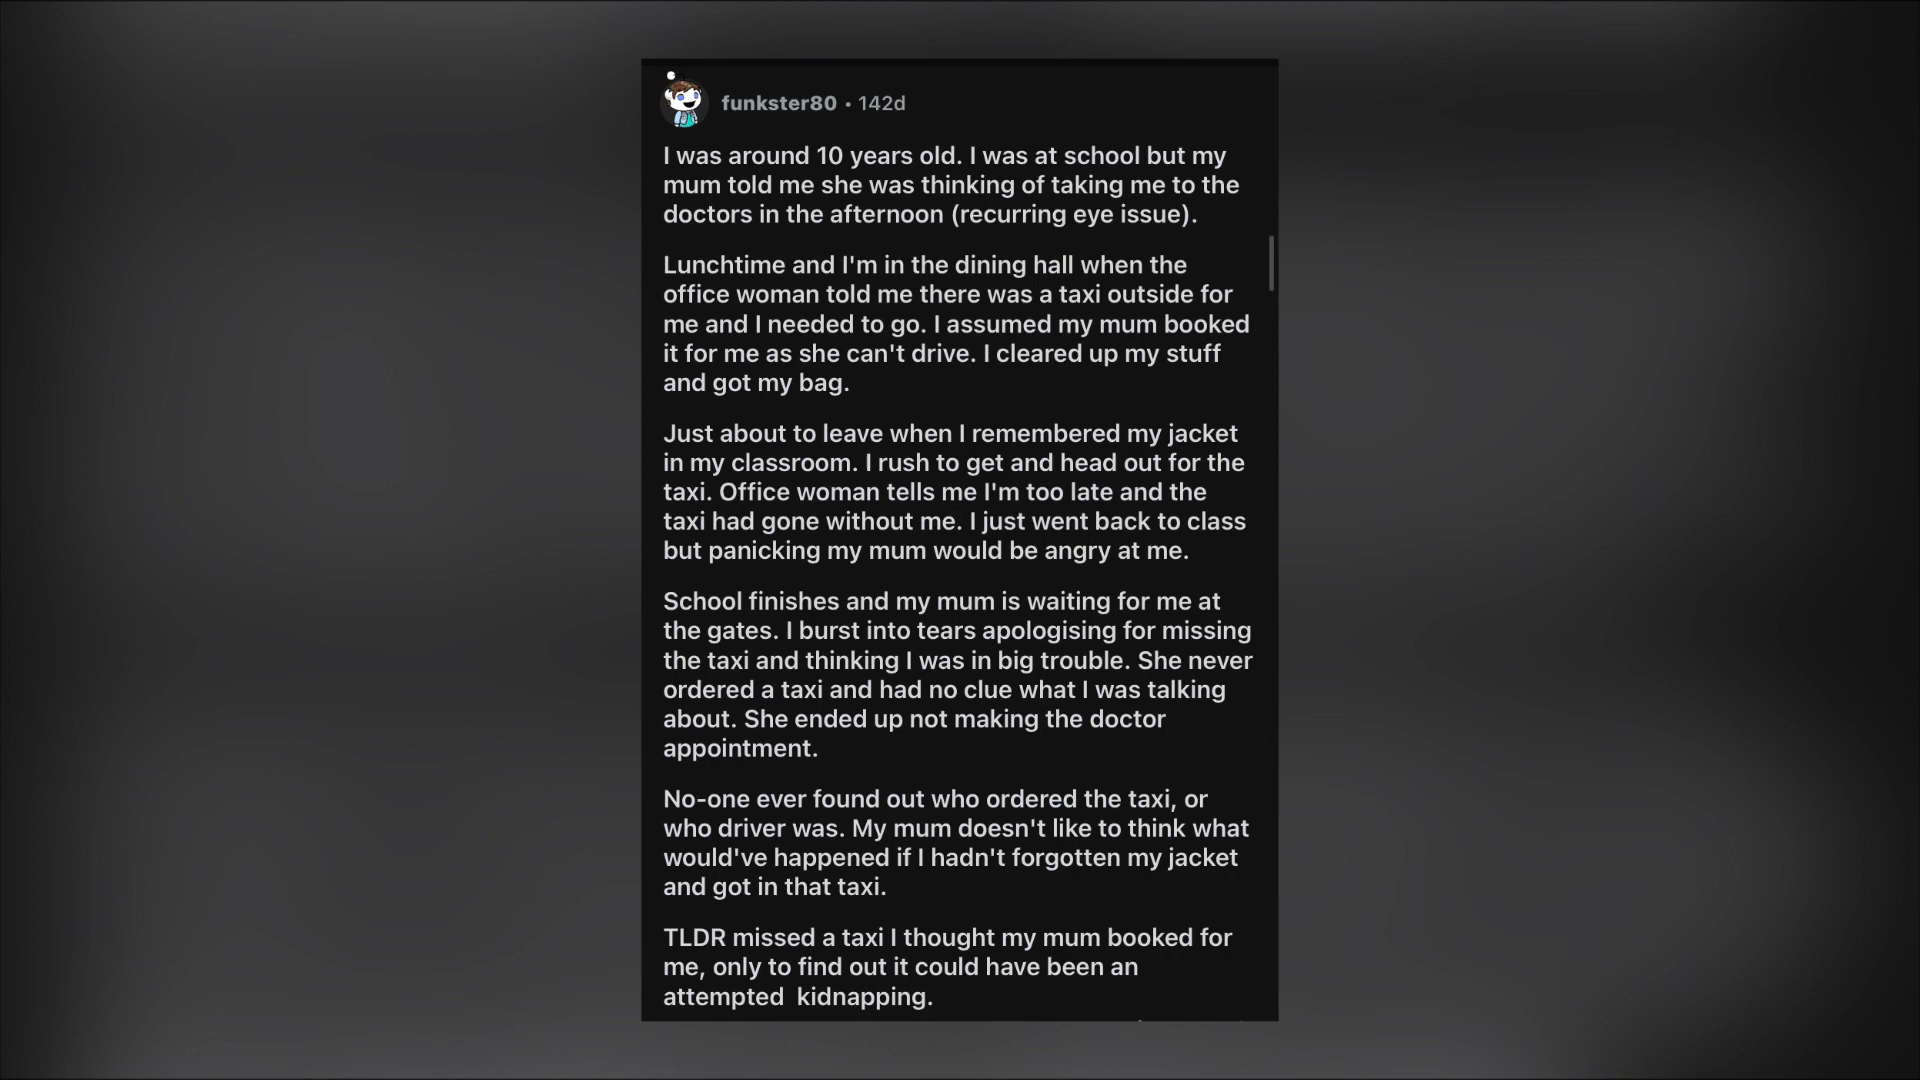 funkster80 • 142d
I was around 10 years old. I was at school but my
mum told me she was thinking of taking me to the
doctors in the afternoon (recurring eye issue).
Lunchtime and I'm in the dining hall when the
office woman told me there was a taxi outside for
me and I needed to go. I assumed my mum booked
it for me as she can't drive. I cleared up my stuff
and got my bag.
Just about to leave when I remembered my jacket
in my classroom. I rush to get and head out for the
taxi. Office woman tells me I'm too late and the
taxi had gone without me. I just went back to class
but panicking my mum would be angry at me.
School finishes and my mum is waiting for me at
the gates. I burst into tears apologising for missing
the taxi and thinking I was in big trouble. She never
ordered a taxi and had no clue what I was talking
about. She ended up not making the doctor
appointment.
No-one ever found out who ordered the taxi, or
who driver was. My mum doesn't like to think what
would've happened if I hadn't forgotten my jacket
and got in that taxi.
TLDR missed a taxi I thought my mum booked for
me, only to find out it could have been an
attempted  kidnapping.